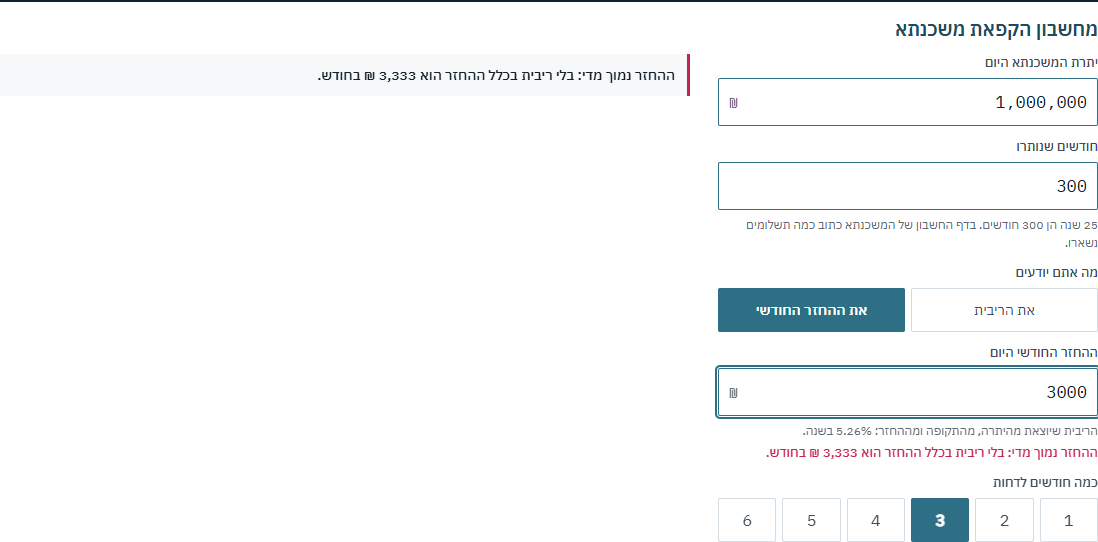 מחשבון הקפאת משכנתא
יתרת המשכנתא היום
1,000,000
₪
חודשים שנותרו
300
25 שנה הן 300 חודשים. בדף החשבון של המשכנתא כתוב כמה תשלומים
נשארו.
מה אתם יודעים
את הריבית
את ההחזר החודשי
ההחזר החודשי היום
3000
₪
הריבית שיוצאת מהיתרה, מהתקופה ומההחזר: 5.26% בשנה.
ההחזר נמוך מדי: בלי ריבית בכלל ההחזר הוא 3,333 ₪ בחודש.
כמה חודשים לדחות
1
2
3
4
5
6
ההחזר נמוך מדי: בלי ריבית בכלל ההחזר הוא 3,333 ₪ בחודש.